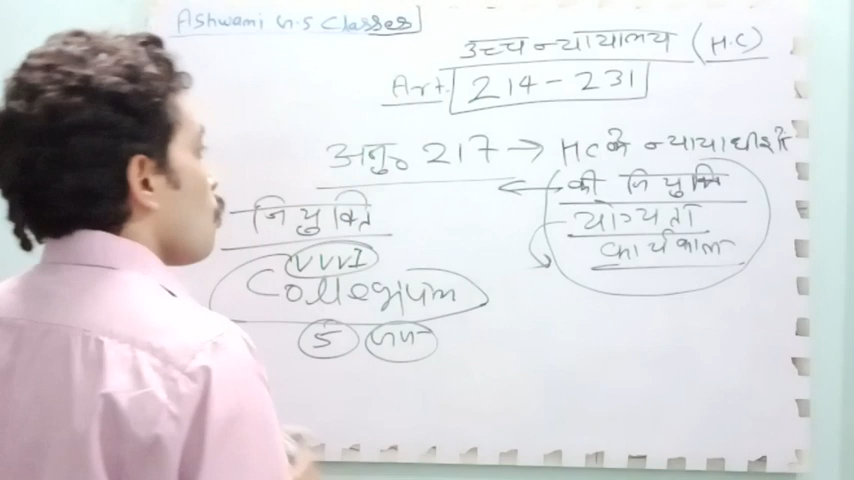 Ashwami G.S Classes
उच्च न्यायालय (H.C)
Art. 214 - 231
अनु० 217 → HC के न्यायाधीशों
की नियुक्ति
योग्यता
कार्यकाल
नियुक्ति
VVVI
Collegium
5 जज